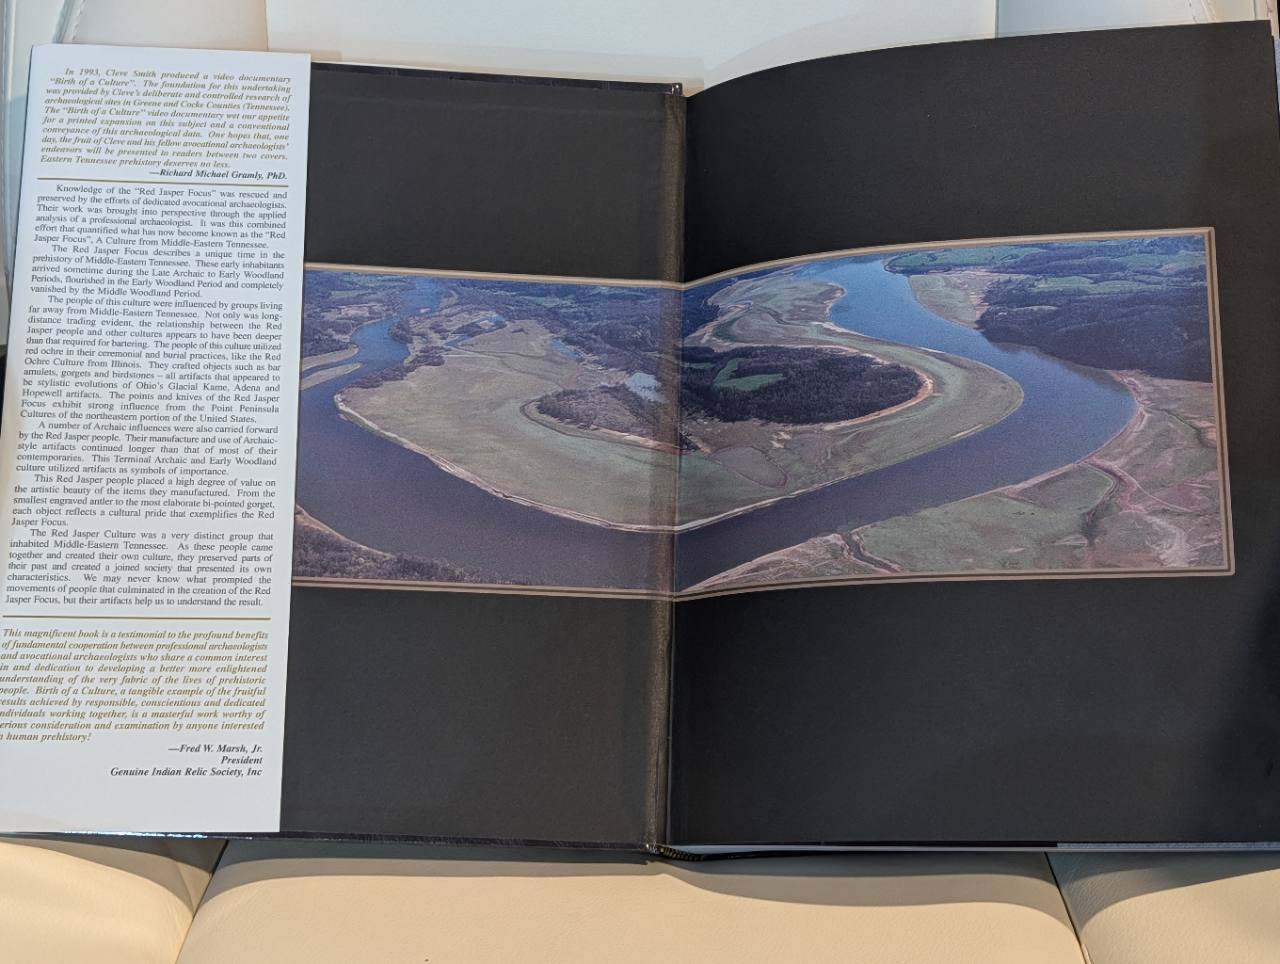 In 1993, Cleve Smith produced a video documentary
"Birth of a Culture". The foundation for this undertaking
was provided by Cleve's deliberate and controlled research of
archaeological sites in Greene and Cocke Counties (Tennessee).
The "Birth of a Culture" video documentary wet our appetite
for a printed expansion on this subject and a conventional
conveyance of this archaeological data. One hopes that, one
day, the fruit of Cleve and his fellow avocational archaeologists'
endeavors will be presented to readers between two covers.
Eastern Tennessee prehistory deserves no less.
—Richard Michael Gramly, PhD.
Knowledge of the "Red Jasper Focus" was rescued and
preserved by the efforts of dedicated avocational archaeologists.
Their work was brought into perspective through the applied
analysis of a professional archaeologist. It was this combined
effort that quantified what has now become known as the "Red
Jasper Focus", A Culture from Middle-Eastern Tennessee.
The Red Jasper Focus describes a unique time in the
prehistory of Middle-Eastern Tennessee. These early inhabitants
arrived sometime during the Late Archaic to Early Woodland
Periods, flourished in the Early Woodland Period and completely
vanished by the Middle Woodland Period.
The people of this culture were influenced by groups living
far away from Middle-Eastern Tennessee. Not only was long-
distance trading evident, the relationship between the Red
Jasper people and other cultures appears to have been deeper
than that required for bartering. The people of this culture utilized
red ochre in their ceremonial and burial practices, like the Red
Ochre Culture from Illinois. They crafted objects such as bar
amulets, gorgets and birdstones – all artifacts that appeared to
be stylistic evolutions of Ohio's Glacial Kame, Adena and
Hopewell artifacts. The points and knives of the Red Jasper
Focus exhibit strong influence from the Point Peninsula
Cultures of the northeastern portion of the United States.
A number of Archaic influences were also carried forward
by the Red Jasper people. Their manufacture and use of Archaic-
style artifacts continued longer than that of most of their
contemporaries. This Terminal Archaic and Early Woodland
culture utilized artifacts as symbols of importance.
This Red Jasper people placed a high degree of value on
the artistic beauty of the items they manufactured. From the
smallest engraved antler to the most elaborate bi-pointed gorget,
each object reflects a cultural pride that exemplifies the Red
Jasper Focus.
The Red Jasper Culture was a very distinct group that
inhabited Middle-Eastern Tennessee. As these people came
together and created their own culture, they preserved parts of
their past and created a joined society that presented its own
characteristics. We may never know what prompted the
movements of people that culminated in the creation of the Red
Jasper Focus, but their artifacts help us to understand the result.
This magnificent book is a testimonial to the profound benefits
of fundamental cooperation between professional archaeologists
and avocational archaeologists who share a common interest
in and dedication to developing a better more enlightened
understanding of the very fabric of the lives of prehistoric
people. Birth of a Culture, a tangible example of the fruitful
results achieved by responsible, conscientious and dedicated
ndividuals working together, is a masterful work worthy of
erious consideration and examination by anyone interested
n human prehistory!
—Fred W. Marsh, Jr.
President
Genuine Indian Relic Society, Inc